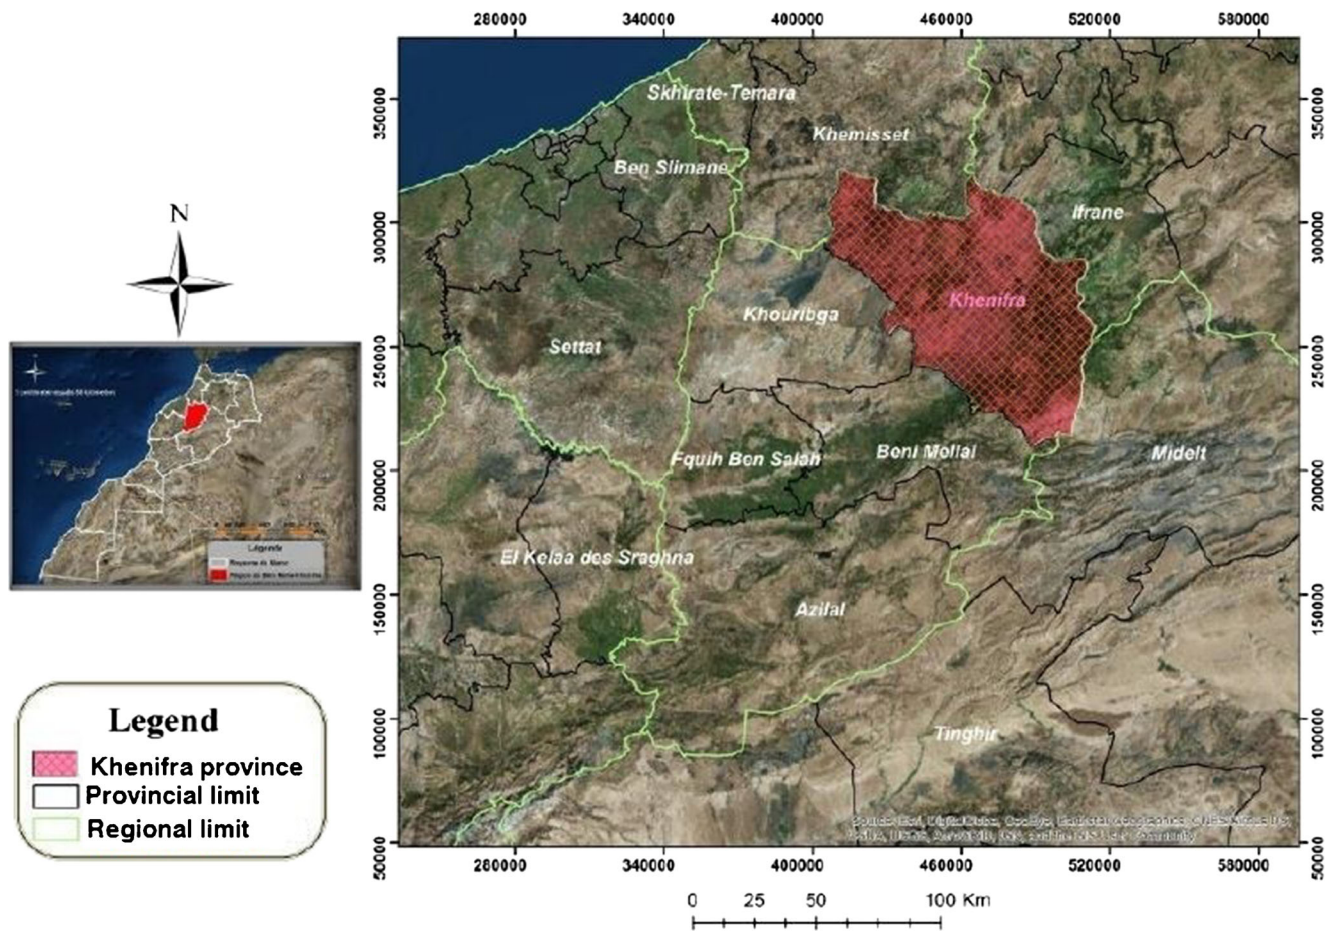 280000 340000 400000 460000 520000 580000
350000
300000
250000
200000
150000
100000
50000
350000
300000
250000
200000
150000
100000
50000
Skhirate-Temara
Khemisset
Ben Slimane
Ifrane
Khenifra
Khouribga
Settat
Fquih Ben Salah
Beni Mellal
Midelt
El Kelaa des Sraghna
Azilal
Tinghir
280000 340000 400000 460000 520000 580000
0 25 50 100 Km
N
Légende
Legend
Khenifra province
Provincial limit
Regional limit